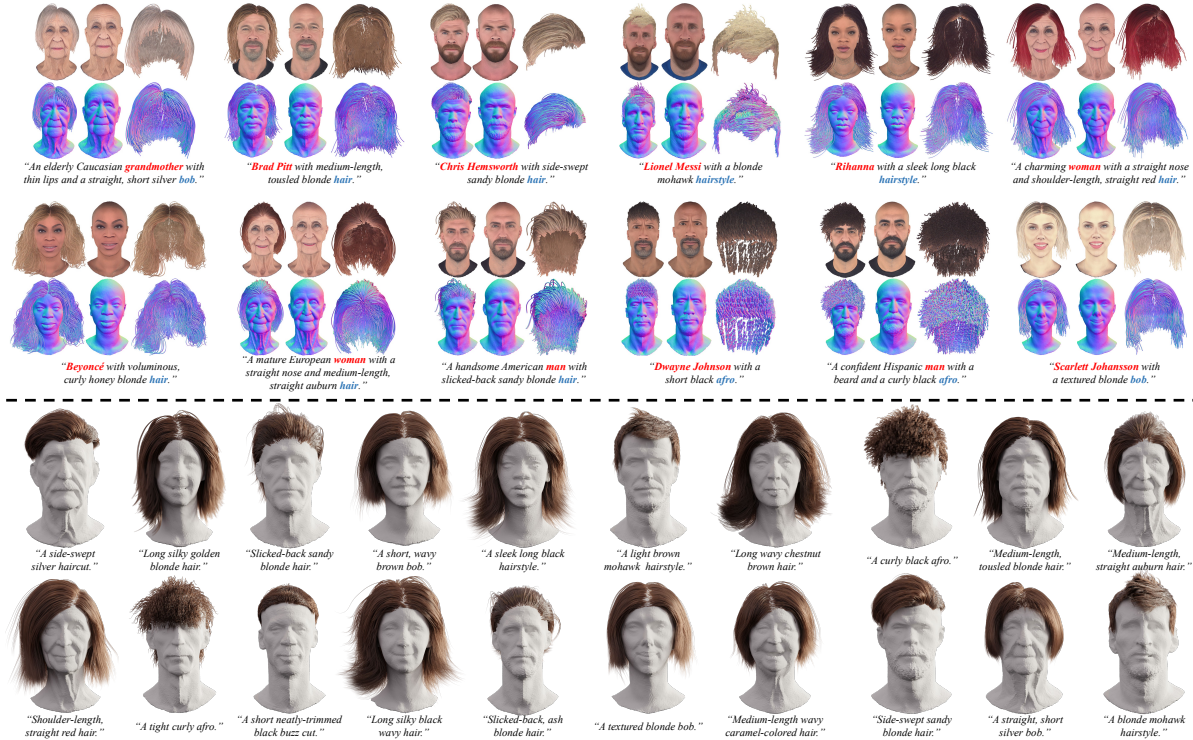 “An elderly Caucasian grandmother with
thin lips and a straight, short silver bob.”
“Brad Pitt with medium-length,
tousled blonde hair.”
“Chris Hemsworth with side-swept
sandy blonde hair.”
“Lionel Messi with a blonde
mohawk hairstyle.”
“Rihanna with a sleek long black
hairstyle.”
“A charming woman with a straight nose
and shoulder-length, straight red hair.”
“Beyoncé with voluminous,
curly honey blonde hair.”
“A mature European woman with a
straight nose and medium-length,
straight auburn hair.”
“A handsome American man with
slicked-back sandy blonde hair.”
“Dwayne Johnson with a
short black afro.”
“A confident Hispanic man with a
beard and a curly black afro.”
“Scarlett Johansson with
a textured blonde bob.”
“A side-swept
silver haircut.”
“Long silky golden
blonde hair.”
“Slicked-back sandy
blonde hair.”
“A short, wavy
brown bob.”
“A sleek long black
hairstyle.”
“A light brown
mohawk hairstyle.”
“Long wavy chestnut
brown hair.”
“A curly black afro.”
“Medium-length,
tousled blonde hair.”
“Medium-length,
straight auburn hair.”
“Shoulder-length,
straight red hair.”
“A tight curly afro.”
“A short neatly-trimmed
black buzz cut.”
“Long silky black
wavy hair.”
“Slicked-back, ash
blonde hair.”
“A textured blonde bob.”
“Medium-length wavy
caramel-colored hair.”
“Side-swept sandy
blonde hair.”
“A straight, short
silver bob.”
“A blonde mohawk
hairstyle.”